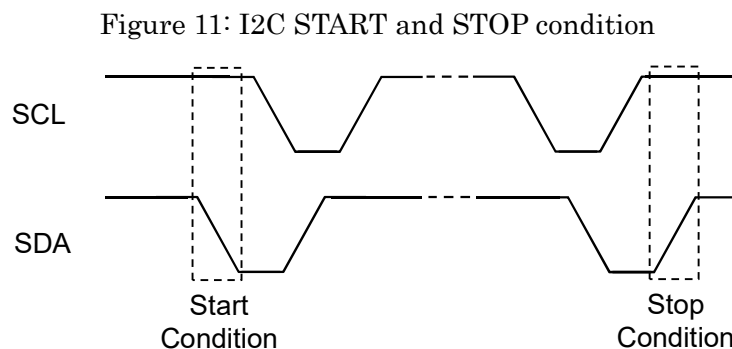 Figure 11: I2C START and STOP condition
SCL
SDA
Start
Condition
Stop
Condition